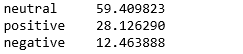 neutral 59.409823
positive 28.126290
negative 12.463888